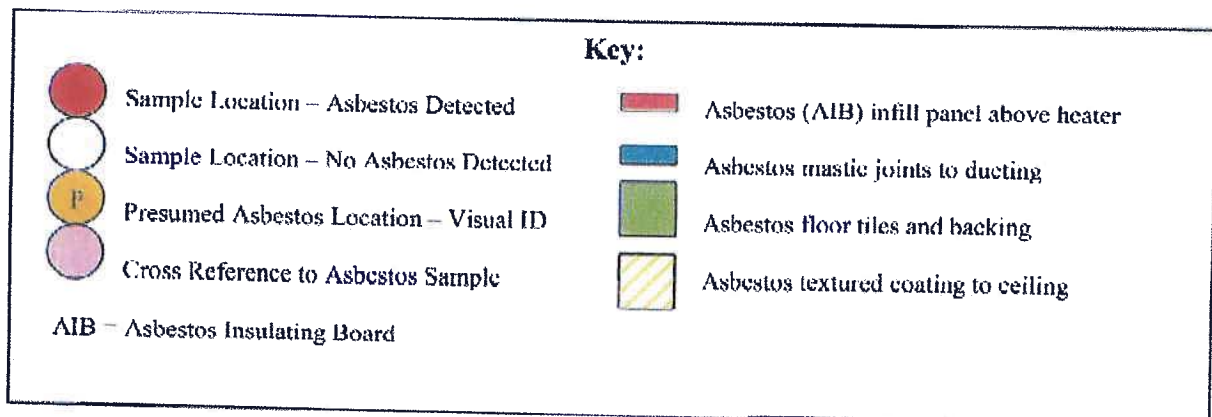 Key:
Sample Location – Asbestos Detected
Sample Location – No Asbestos Detected
P
Presumed Asbestos Location – Visual ID
Cross Reference to Asbestos Sample
AIB – Asbestos Insulating Board
Asbestos (AIB) infill panel above heater
Asbestos mastic joints to ducting
Asbestos floor tiles and backing
Asbestos textured coating to ceiling